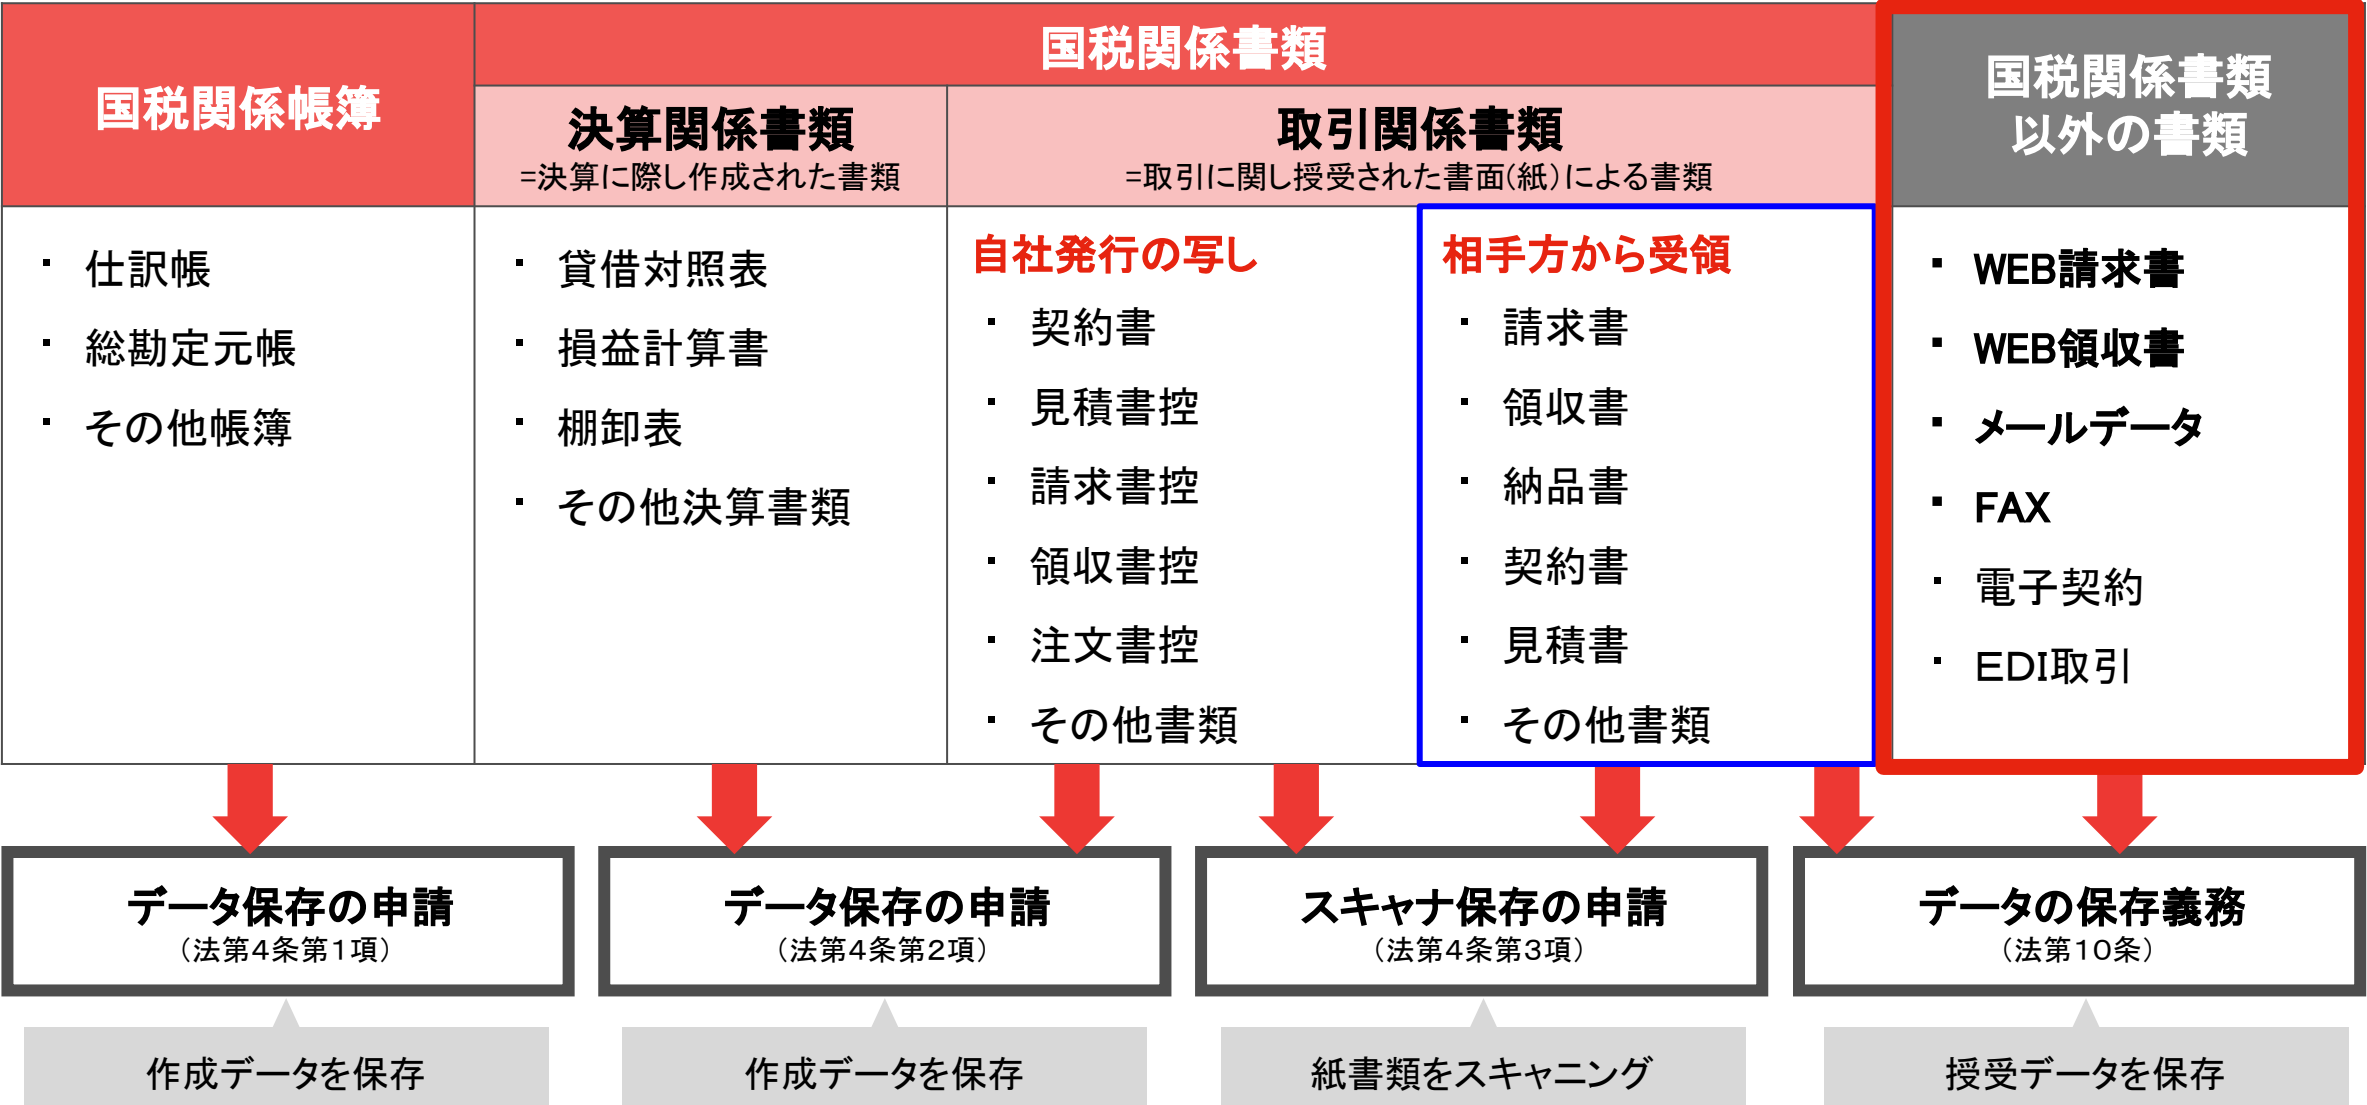 国税関係帳簿
国税関係書類
国税関係書類
以外の書類
決算関係書類
=決算に際し作成された書類
取引関係書類
=取引に関し授受された書面(紙)による書類
・ 仕訳帳
・ 総勘定元帳
・ その他帳簿
・ 貸借対照表
・ 損益計算書
・ 棚卸表
・ その他決算書類
自社発行の写し
・ 契約書
・ 見積書控
・ 請求書控
・ 領収書控
・ 注文書控
・ その他書類
相手方から受領
・ 請求書
・ 領収書
・ 納品書
・ 契約書
・ 見積書
・ その他書類
・ WEB請求書
・ WEB領収書
・ メールデータ
・ FAX
・ 電子契約
・ EDI取引
データ保存の申請
(法第4条第1項)
データ保存の申請
(法第4条第2項)
スキャナ保存の申請
(法第4条第3項)
データの保存義務
(法第10条)
作成データを保存
作成データを保存
紙書類をスキャニング
授受データを保存